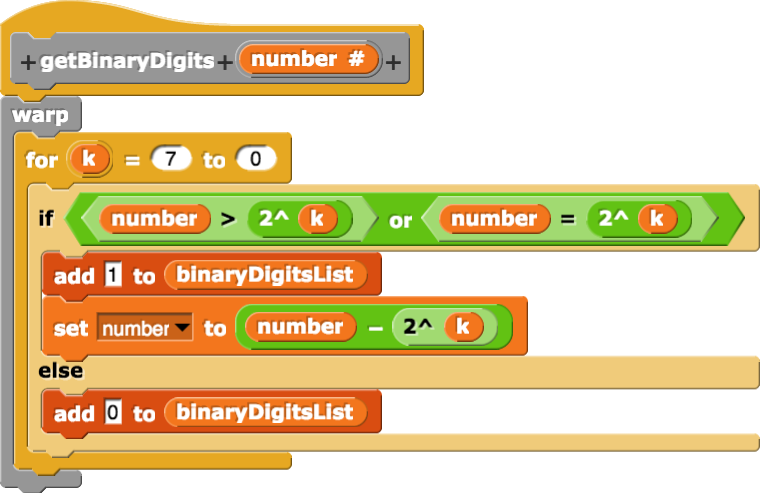 + getBinaryDigits + number # +
warp
for k = 7 to 0
if number > 2^ k or number = 2^ k
add 1 to binaryDigitsList
set number to number – 2^ k
else
add 0 to binaryDigitsList